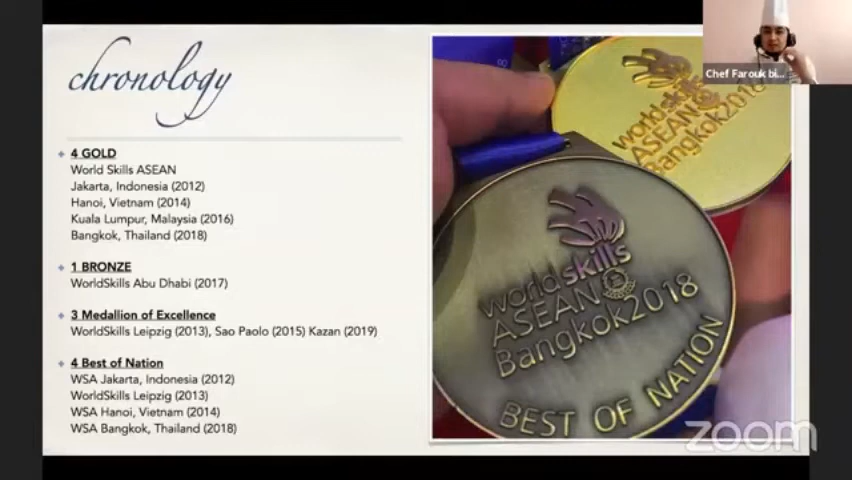 chronology
4 GOLD
World Skills ASEAN
Jakarta, Indonesia (2012)
Hanoi, Vietnam (2014)
Kuala Lumpur, Malaysia (2016)
Bangkok, Thailand (2018)
1 BRONZE
WorldSkills Abu Dhabi (2017)
3 Medallion of Excellence
WorldSkills Leipzig (2013), Sao Paolo (2015) Kazan (2019)
4 Best of Nation
WSA Jakarta, Indonesia (2012)
WorldSkills Leipzig (2013)
WSA Hanoi, Vietnam (2014)
WSA Bangkok, Thailand (2018)
worldskills
ASEAN
Bangkok2018
worldskills
ASEAN
Bangkok2018
BEST OF NATION
Chef Farouk bi...
zoom